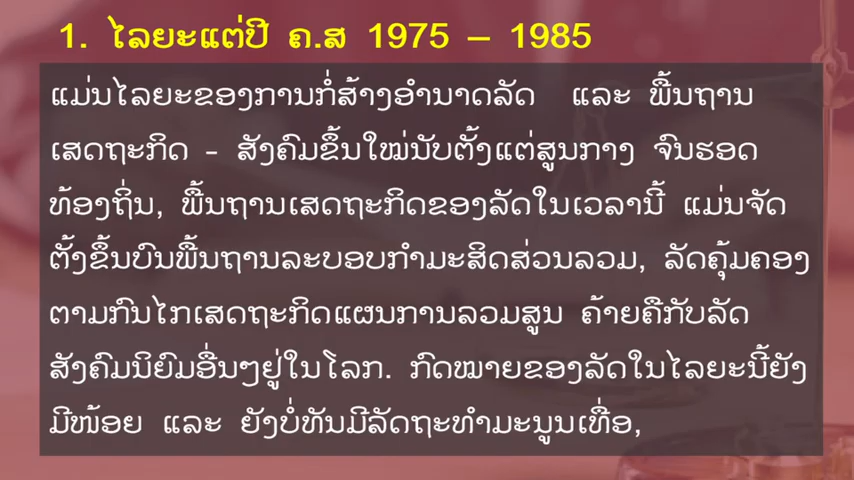 1. ໄລຍະແຕ່ປີ ຄ.ສ 1975 – 1985
ແມ່ນໄລຍະຂອງການກໍ່ສ້າງອໍານາດລັດ ແລະ ພື້ນຖານ
ເສດຖະກິດ - ສັງຄົມຂຶ້ນໃໝ່ນັບຕັ້ງແຕ່ສູນກາງ ຈົນຮອດ
ທ້ອງຖິ່ນ, ພື້ນຖານເສດຖະກິດຂອງລັດໃນເວລານີ້ ແມ່ນຈັດ
ຕັ້ງຂຶ້ນບົນພື້ນຖານລະບອບກໍາມະສິດສ່ວນລວມ, ລັດຄຸ້ມຄອງ
ຕາມກົນໄກເສດຖະກິດແຜນການລວມສູນ ຄ້າຍຄືກັບລັດ
ສັງຄົມນິຍົມອື່ນໆຢູ່ໃນໂລກ. ກົດໝາຍຂອງລັດໃນໄລຍະນີ້ຍັງ
ມີໜ້ອຍ ແລະ ຍັງບໍ່ທັນມີລັດຖະທໍາມະນູນເທື່ອ,